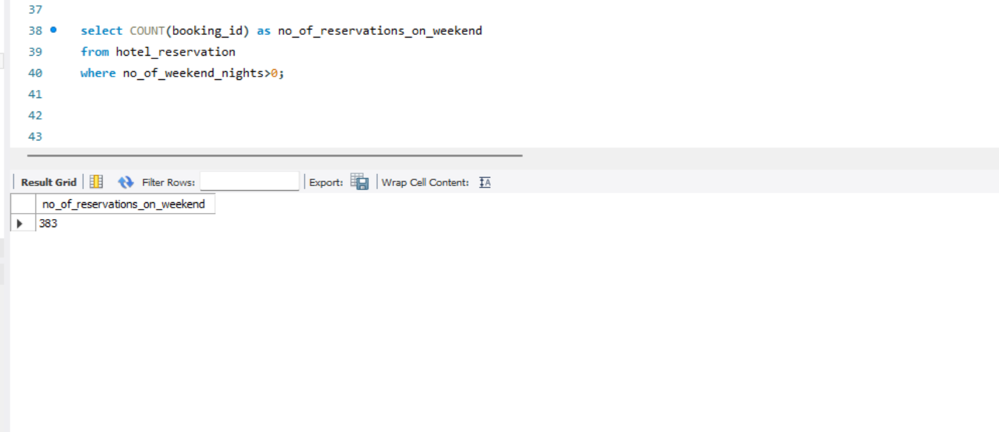 37
38 select COUNT(booking_id) as no_of_reservations_on_weekend
39 from hotel_reservation
40 where no_of_weekend_nights>0;
41
42
43
Result Grid Filter Rows: Export: Wrap Cell Content: IA
no_of_reservations_on_weekend
383